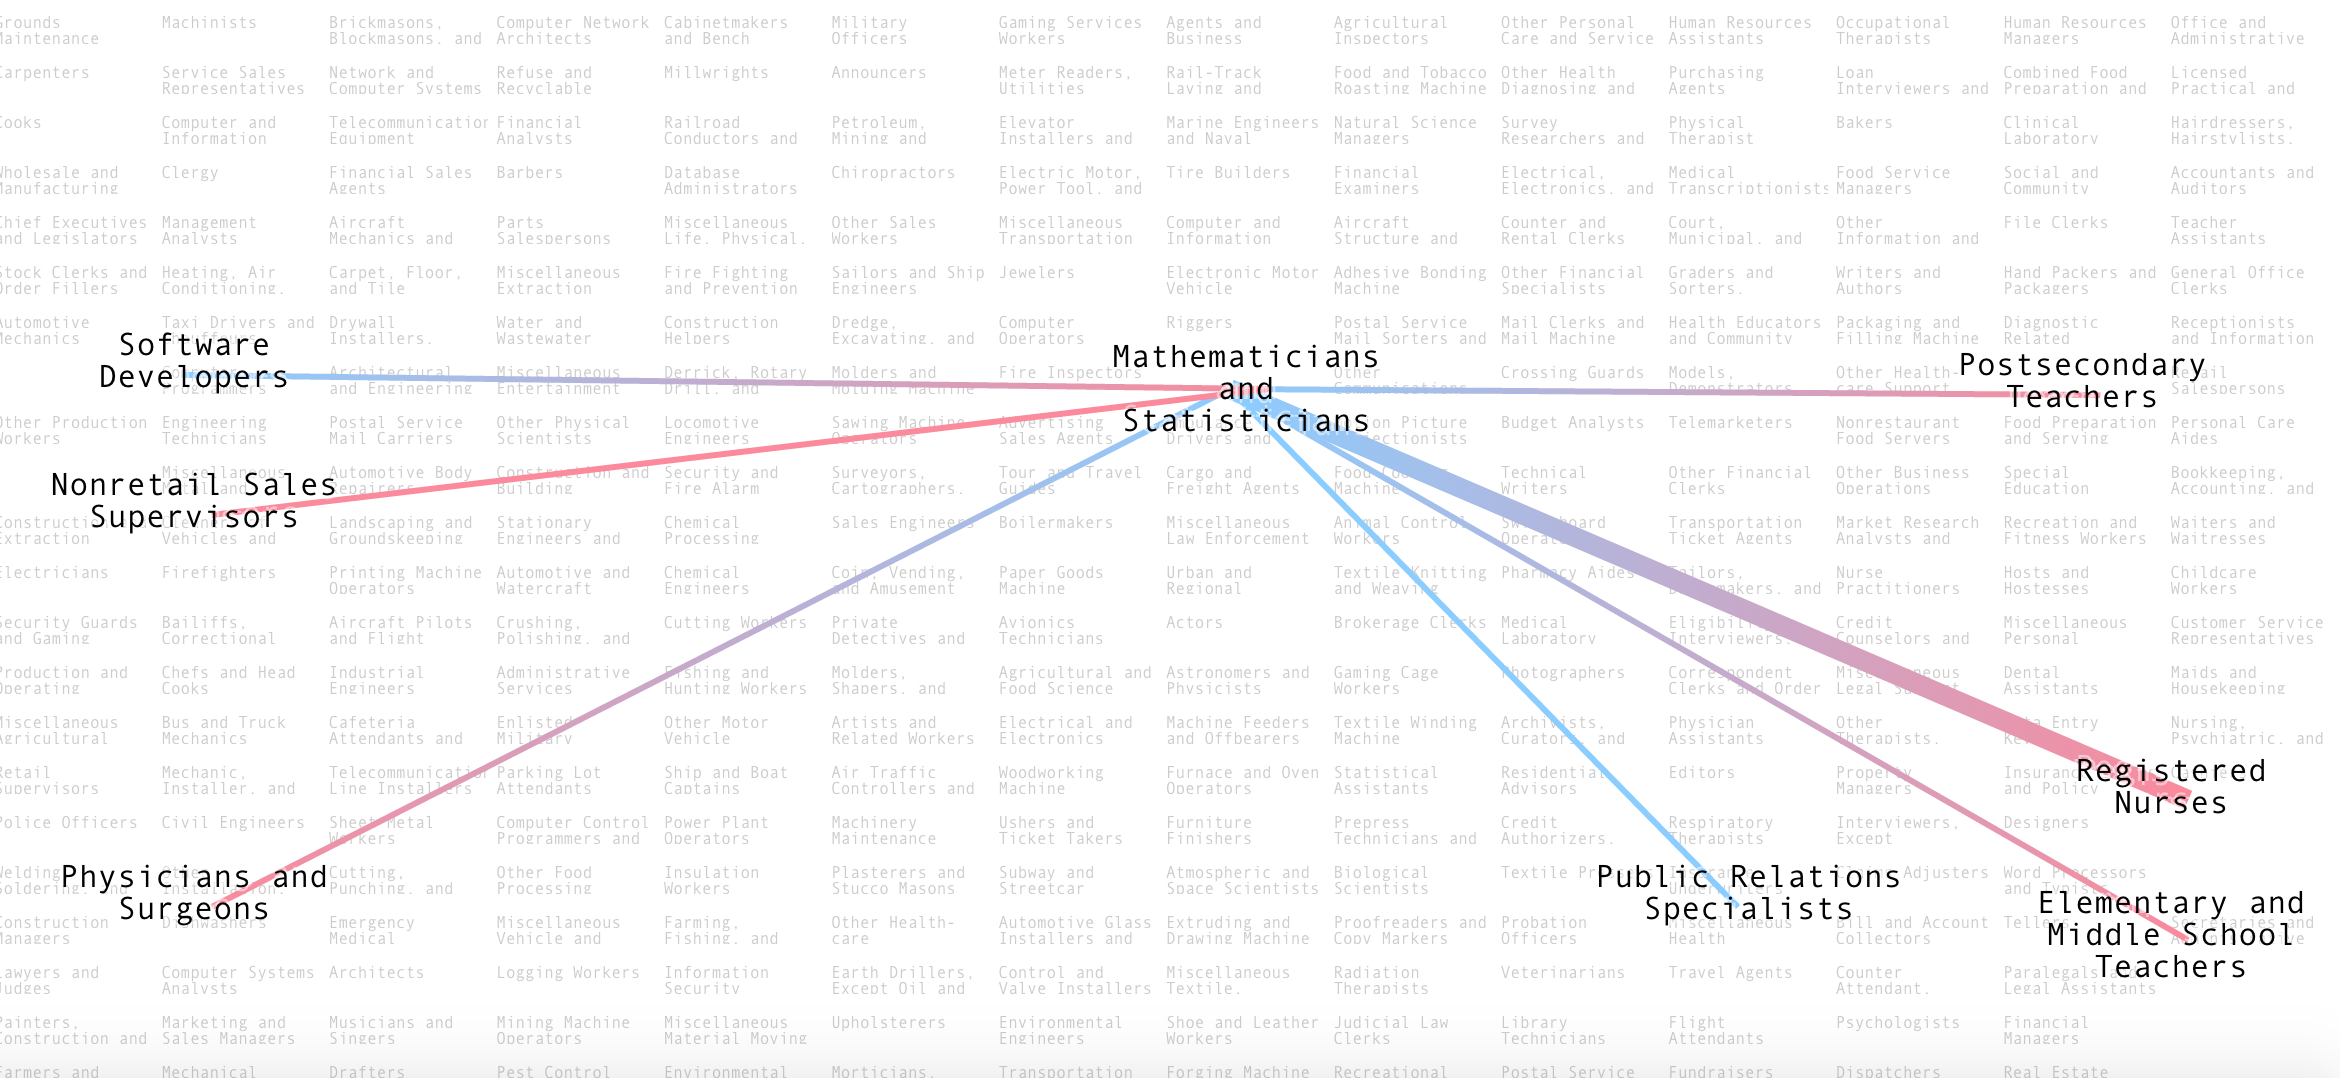 Grounds Machinists Brickmasons, Computer Network Cabinetmakers Military Gaming Services Agents and Agricultural Other Personal Human Resources Occupational Human Resources Office and
Maintenance Blockmasons, and Architects and Bench Officers Workers Business Inspectors Care and Service Assistants Therapists Managers Administrative
Carpenters Service Sales Network and Refuse and Millwrights Announcers Meter Readers, Rail-Track Food and Tobacco Other Health Purchasing Loan Combined Food Licensed
Representatives Computer Systems Recyclable Utilities Laying and Roasting Machine Diagnosing and Agents Interviewers and Preparation and Practical and
Cooks Computer and Telecommunication Financial Railroad Petroleum, Elevator Marine Engineers Natural Science Survey Physical Bakers Clinical Hairdressers,
Information Equipment Analysts Conductors and Mining and Installers and and Naval Managers Researchers and Therapist Laboratory Hairstylists,
Wholesale and Clergy Financial Sales Barbers Database Chiropractors Electric Motor, Tire Builders Financial Electrical, Medical Food Service Social and Accountants and
Manufacturing Agents Administrators Power Tool, and Examiners Electronics, and Transcriptionists Managers Community Auditors
Chief Executives Management Aircraft Parts Miscellaneous Other Sales Miscellaneous Computer and Aircraft Counter and Court, Other File Clerks Teacher
and Legislators Analysts Mechanics and Salespersons Life, Physical, Workers Transportation Information Structure and Rental Clerks Municipal, and Information and Assistants
Stock Clerks and Heating, Air Carpet, Floor, Miscellaneous Fire Fighting Sailors and Ship Jewelers Electronic Motor Adhesive Bonding Other Financial Graders and Writers and Hand Packers and General Office
Order Fillers Conditioning, and Tile Extraction and Prevention Engineers Vehicle Machine Specialists Sorters, Authors Packagers Clerks
Automotive Taxi Drivers and Drywall Water and Construction Dredge, Computer Riggers Postal Service Mail Clerks and Health Educators Packaging and Diagnostic Receptionists
Mechanics Installers, Wastewater Helpers Excavating, and Operators Mail Sorters and Mail Machine and Community Filling Machine Related and Information
Software
Developers
Mathematicians
and
Statisticians
Postsecondary
Teachers
Architectural Miscellaneous Derrick, Rotary Molders and Fire Inspectors Other Crossing Guards Models, Other Health- Retail
Programmers and Engineering Entertainment Drill, and Molding Machine Communications Demonstrators care Support Salespersons
Other Production Engineering Postal Service Other Physical Locomotive Sawing Machine Advertising Motion Picture Budget Analysts Telemarketers Nonrestaurant Food Preparation Personal Care
Workers Technicians Mail Carriers Scientists Engineers Operators Sales Agents Drivers and Projectionists Food Servers and Serving Aides
Nonretail Sales
Supervisors
Miscellaneous Automotive Body Construction and Security and Surveyors, Tour and Travel Cargo and Food Technical Other Financial Other Business Special Bookkeeping,
Repairers Building Fire Alarm Cartographers, Guides Freight Agents Machine Writers Clerks Operations Education Accounting, and
Construction Landscaping and Stationary Chemical Sales Engineers Boilermakers Miscellaneous Animal Control Switchboard Transportation Market Research Recreation and Waiters and
Extraction Vehicles and Groundskeeping Engineers and Processing Law Enforcement Workers Ticket Agents Analysts and Fitness Workers Waitresses
Electricians Firefighters Printing Machine Automotive and Chemical Coin, Vending, Paper Goods Urban and Textile Knitting Pharmacy Aides Tailors, Nurse Hosts and Childcare
Operators Watercraft Engineers and Amusement Machine Regional and Weaving and Practitioners Hostesses Workers
Security Guards Bailiffs, Aircraft Pilots Crushing, Cutting Workers Private Avionics Actors Brokerage Clerks Medical Eligibility Credit Miscellaneous Customer Service
and Gaming Correctional and Flight Polishing, and Detectives and Technicians Laboratory Interviewers, Counselors and Personal Representatives
Production and Chefs and Head Industrial Administrative Fishing and Molders, Agricultural and Astronomers and Gaming Cage Photographers Correspondent Miscellaneous Dental Maids and
Operating Cooks Engineers Services Hunting Workers Shapers, and Food Science Physicists Workers Clerks and Order Legal Support Assistants Housekeeping
Miscellaneous Bus and Truck Cafeteria Enlisted Other Motor Artists and Electrical and Machine Feeders Textile Winding Archivists, Physician Other Data Entry Nursing,
Agricultural Mechanics Attendants and Military Vehicle Related Workers Electronics and Offbearers Machine Curators, and Assistants Therapists, Psychiatric, and
Retail Mechanic, Telecommunications Parking Lot Ship and Boat Air Traffic Woodworking Furnace and Oven Statistical Residential Editors Property Insurance
Supervisors Installer, and Line Installers Attendants Captains Controllers and Machine Operators Assistants Advisors Managers and Policy
Registered
Nurses
Police Officers Civil Engineers Sheet Metal Computer Control Power Plant Machinery Ushers and Furniture Prepress Credit Respiratory Interviewers, Designers
Workers Programmers and Operators Maintenance Ticket Takers Finishers Technicians and Authorizers, Therapists Except
Physicians and
Surgeons
Public Relations
Specialists
Elementary and
Middle School
Teachers
Welding, Cutting, Other Food Insulation Plasterers and Subway and Atmospheric and Biological Textile Claims Adjusters Word Processors
Soldering, and Punching, and Processing Workers Stucco Masons Streetcar Space Scientists Scientists Underwriters and Typists
Construction Dishwashers Emergency Miscellaneous Farming, Other Health- Automotive Glass Extruding and Proofreaders and Probation Miscellaneous Bill and Account Tellers Secretaries and
Managers Medical Vehicle and Fishing, and care Installers and Drawing Machine Copy Markers Officers Health Collectors
Lawyers and Computer Systems Architects Logging Workers Information Earth Drillers, Control and Miscellaneous Radiation Veterinarians Travel Agents Counter Paralegals and
Judges Analysts Security Except Oil and Valve Installers Textile, Therapists Attendant, Legal Assistants
Painters, Marketing and Musicians and Mining Machine Miscellaneous Upholsterers Environmental Shoe and Leather Judicial Law Library Flight Psychologists Financial
Construction and Sales Managers Singers Operators Material Moving Engineers Workers Clerks Technicians Attendants Managers
Farmers and Mechanical Drafters Pest Control Environmental Morticians, Transportation Forging Machine Recreational Postal Service Fundraisers Dispatchers Real Estate